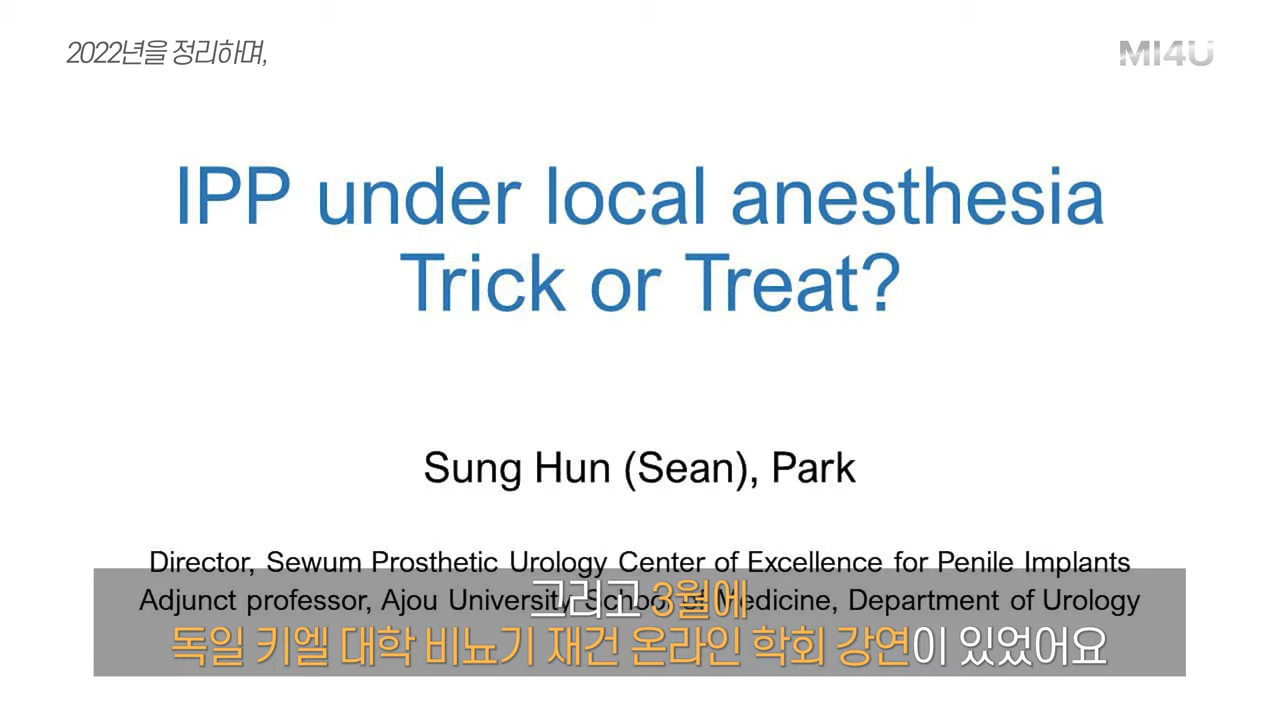 2022년을 정리하며,
MI4U
IPP under local anesthesia
Trick or Treat?
Sung Hun (Sean), Park
Director, Sewum Prosthetic Urology Center of Excellence for Penile Implants
Adjunct professor, Ajou University School of Medicine, Department of Urology
그리고 3월에
독일 키엘 대학 비뇨기 재건 온라인 학회 강연이 있었어요